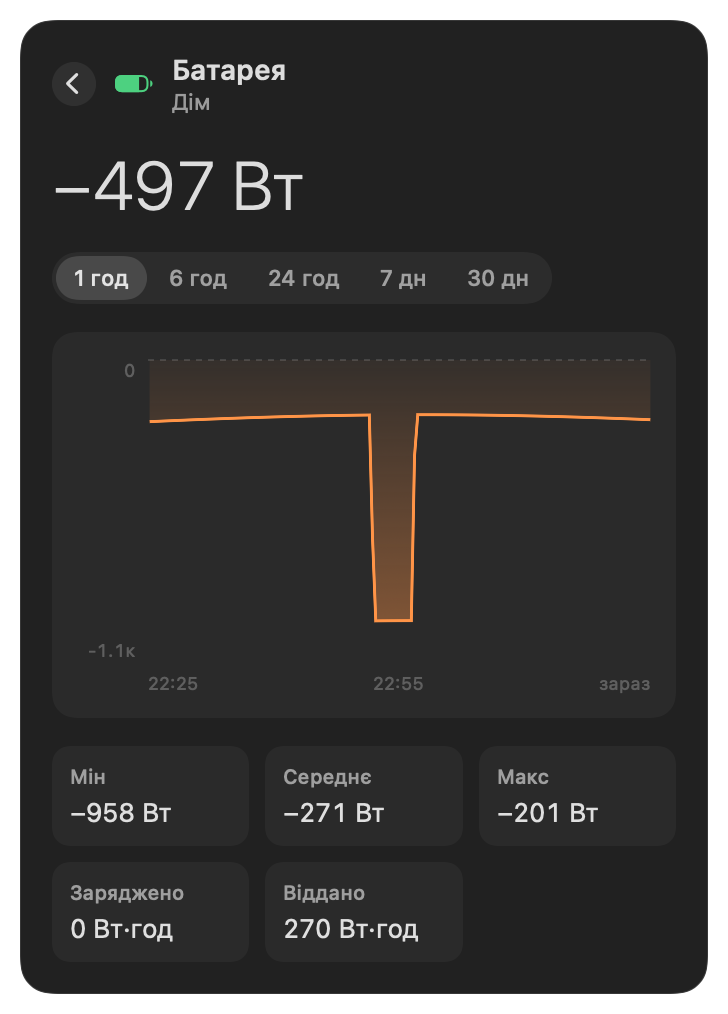 Батарея
Дім
–497 Вт
1 год 6 год 24 год 7 дн 30 дн
0
-1.1к
22:25 22:55 зараз
Мін Середнє Макс
–958 Вт –271 Вт –201 Вт
Заряджено Віддано
0 Вт·год 270 Вт·год